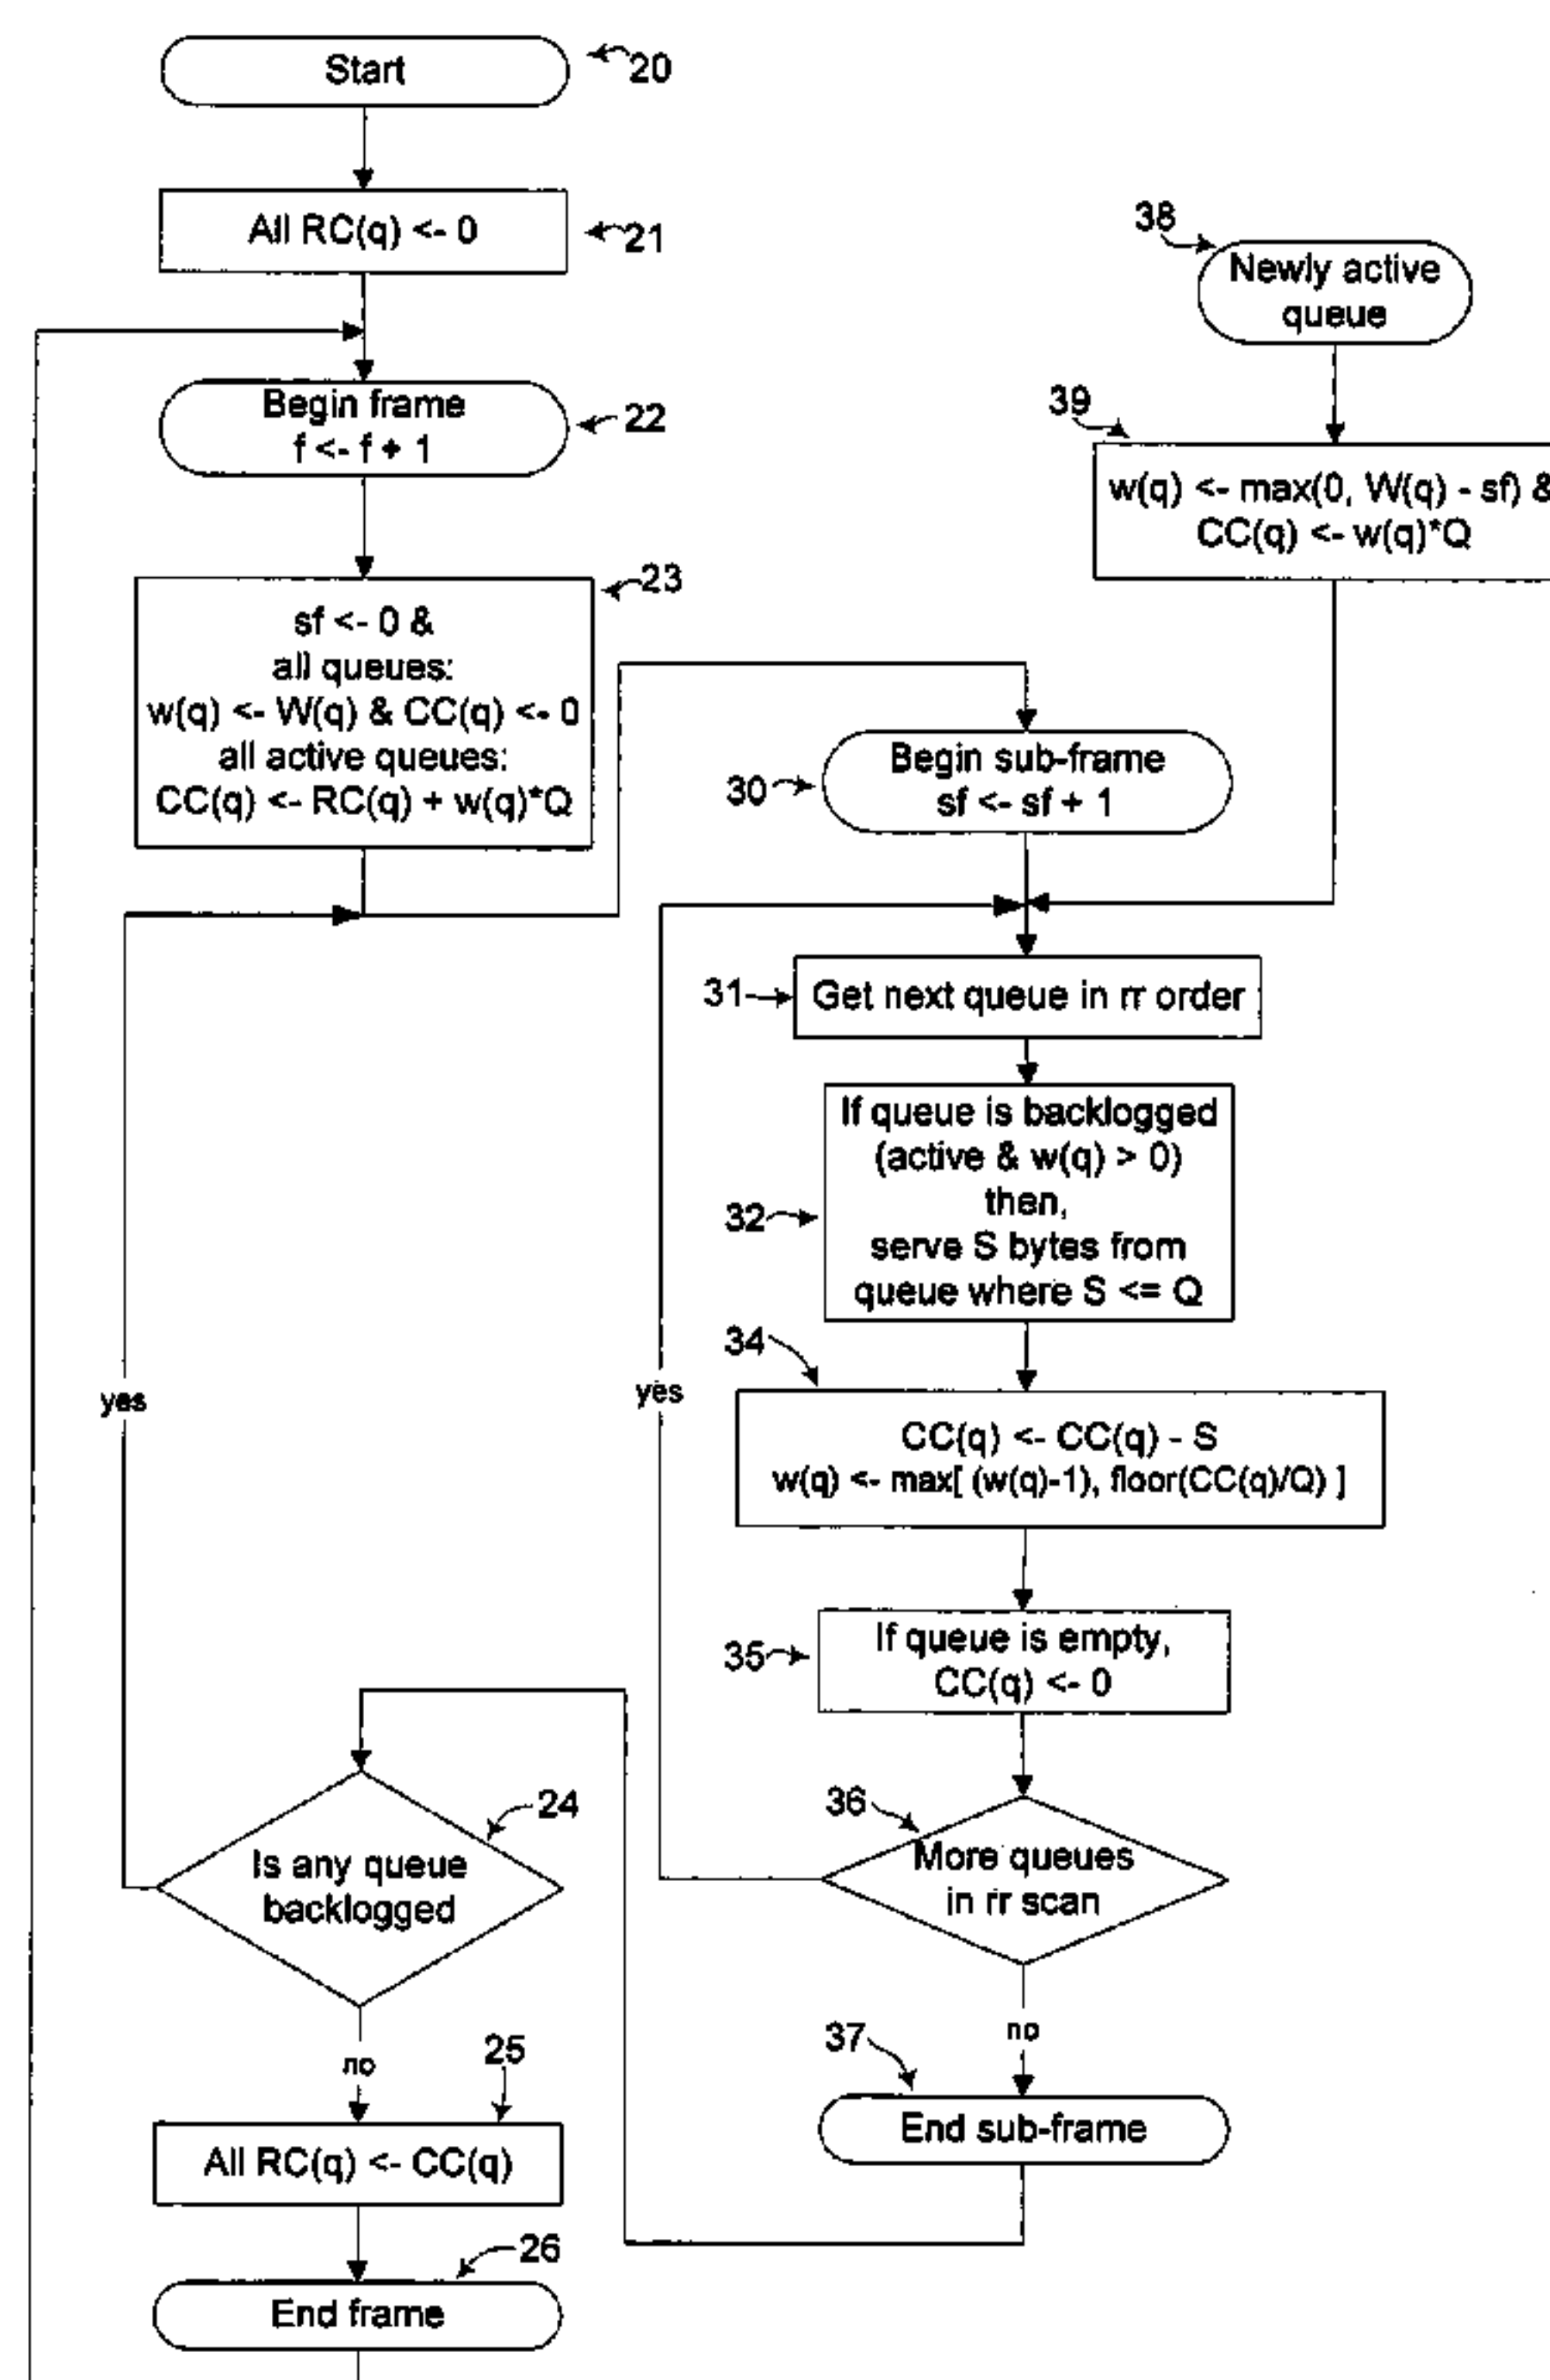 Start
20
All RC(q) <- 0
21
Begin frame
f <- f + 1
22
sf <- 0 &
all queues:
w(q) <- W(q) & CC(q) <- 0
all active queues:
CC(q) <- RC(q) + w(q)*Q
23
38
Newly active
queue
39
w(q) <- max(0, W(q) - sf) &
CC(q) <- w(q)*Q
Begin sub-frame
sf <- sf + 1
30
31
Get next queue in rr order
If queue is backlogged
(active & w(q) > 0)
then,
serve S bytes from
queue where S <= Q
32
34
CC(q) <- CC(q) - S
w(q) <- max[ (w(q)-1), floor(CC(q)/Q) ]
yes
yes
35
If queue is empty,
CC(q) <- 0
24
Is any queue
backlogged
36
More queues
in rr scan
no
no
25
All RC(q) <- CC(q)
37
End sub-frame
26
End frame